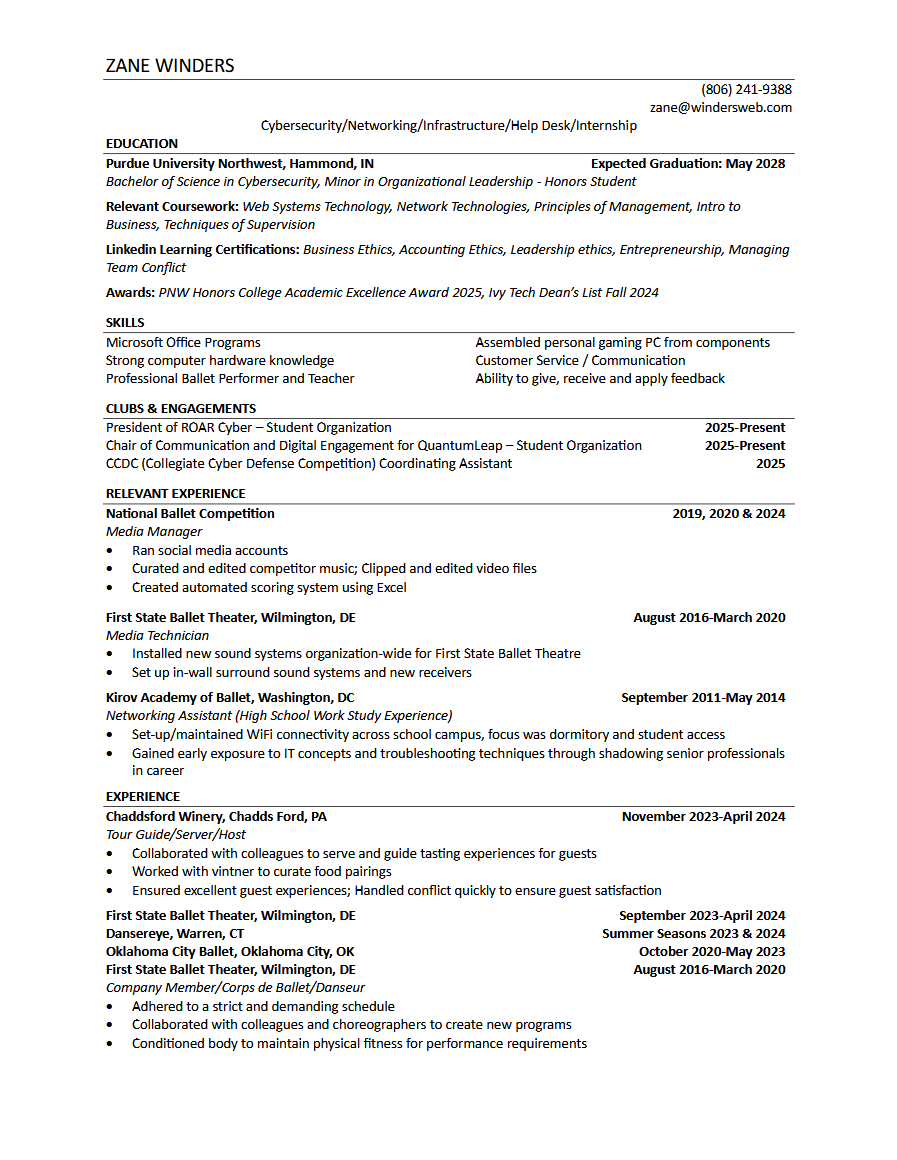 ZANE WINDERS
(806) 241-9388
zane@windersweb.com
Cybersecurity/Networking/Infrastructure/Help Desk/Internship
EDUCATION
Purdue University Northwest, Hammond, IN Expected Graduation: May 2028
Bachelor of Science in Cybersecurity, Minor in Organizational Leadership - Honors Student
Relevant Coursework: Web Systems Technology, Network Technologies, Principles of Management, Intro to
Business, Techniques of Supervision
Linkedin Learning Certifications: Business Ethics, Accounting Ethics, Leadership ethics, Entrepreneurship, Managing
Team Conflict
Awards: PNW Honors College Academic Excellence Award 2025, Ivy Tech Dean’s List Fall 2024
SKILLS
Microsoft Office Programs Assembled personal gaming PC from components
Strong computer hardware knowledge Customer Service / Communication
Professional Ballet Performer and Teacher Ability to give, receive and apply feedback
CLUBS & ENGAGEMENTS
President of ROAR Cyber – Student Organization 2025-Present
Chair of Communication and Digital Engagement for QuantumLeap – Student Organization 2025-Present
CCDC (Collegiate Cyber Defense Competition) Coordinating Assistant 2025
RELEVANT EXPERIENCE
National Ballet Competition 2019, 2020 & 2024
Media Manager
• Ran social media accounts
• Curated and edited competitor music; Clipped and edited video files
• Created automated scoring system using Excel
First State Ballet Theater, Wilmington, DE August 2016-March 2020
Media Technician
• Installed new sound systems organization-wide for First State Ballet Theatre
• Set up in-wall surround sound systems and new receivers
Kirov Academy of Ballet, Washington, DC September 2011-May 2014
Networking Assistant (High School Work Study Experience)
• Set-up/maintained WiFi connectivity across school campus, focus was dormitory and student access
• Gained early exposure to IT concepts and troubleshooting techniques through shadowing senior professionals
in career
EXPERIENCE
Chaddsford Winery, Chadds Ford, PA November 2023-April 2024
Tour Guide/Server/Host
• Collaborated with colleagues to serve and guide tasting experiences for guests
• Worked with vintner to curate food pairings
• Ensured excellent guest experiences; Handled conflict quickly to ensure guest satisfaction
First State Ballet Theater, Wilmington, DE September 2023-April 2024
Dansereye, Warren, CT Summer Seasons 2023 & 2024
Oklahoma City Ballet, Oklahoma City, OK October 2020-May 2023
First State Ballet Theater, Wilmington, DE August 2016-March 2020
Company Member/Corps de Ballet/Danseur
• Adhered to a strict and demanding schedule
• Collaborated with colleagues and choreographers to create new programs
• Conditioned body to maintain physical fitness for performance requirements